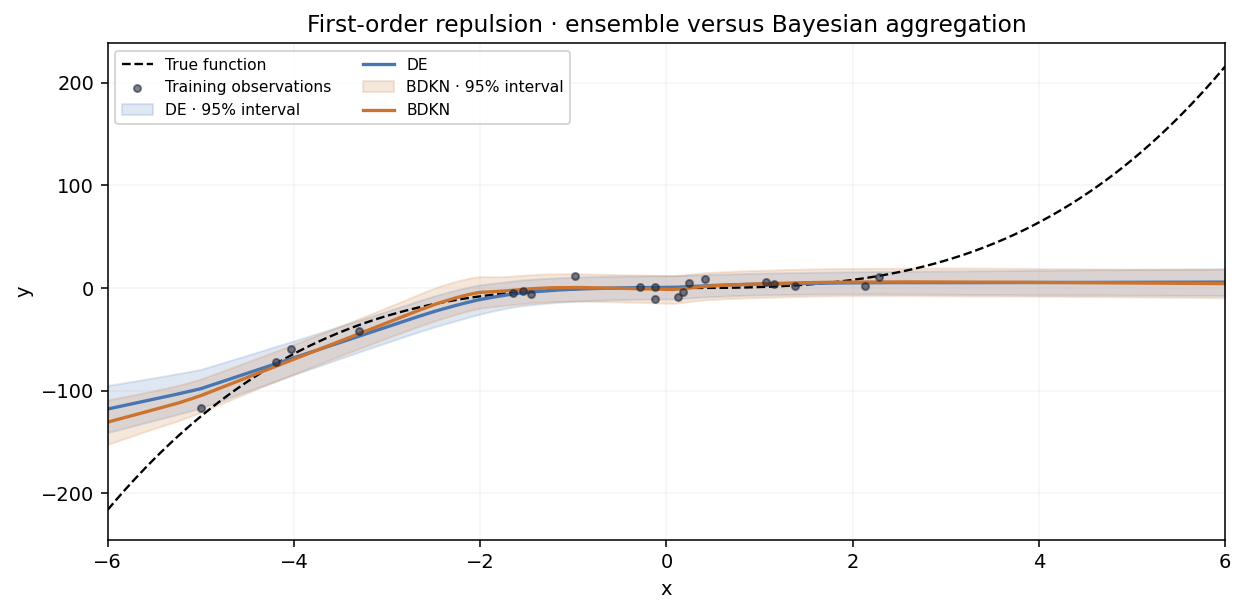 First-order repulsion · ensemble versus Bayesian aggregation
True function
Training observations
DE · 95% interval
DE
BDKN · 95% interval
BDKN
200
100
0
−100
−200
y
−6
−4
−2
0
2
4
6
x